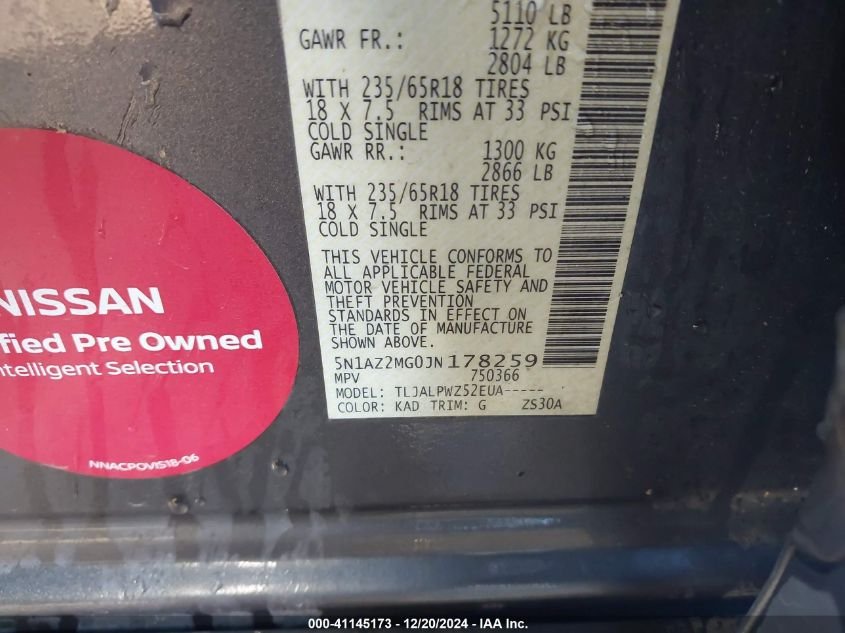 5110 LB
GAWR FR.: 1272 KG
2804 LB
WITH 235/65R18 TIRES
18 X 7.5 RIMS AT 33 PSI
COLD SINGLE
GAWR RR.: 1300 KG
2866 LB
WITH 235/65R18 TIRES
18 X 7.5 RIMS AT 33 PSI
COLD SINGLE
THIS VEHICLE CONFORMS TO
ALL APPLICABLE FEDERAL
MOTOR VEHICLE SAFETY AND
THEFT PREVENTION
STANDARDS IN EFFECT ON
THE DATE OF MANUFACTURE
SHOWN ABOVE.
5N1AZ2MG0JN178259
MPV 750366
MODEL: TLJALPWZ52EUA-----
COLOR: KAD TRIM: G ZS30A
NISSAN
fied Pre Owned
ntelligent Selection
NNACPOVIS18-06
000-41145173 - 12/20/2024 - IAA Inc.